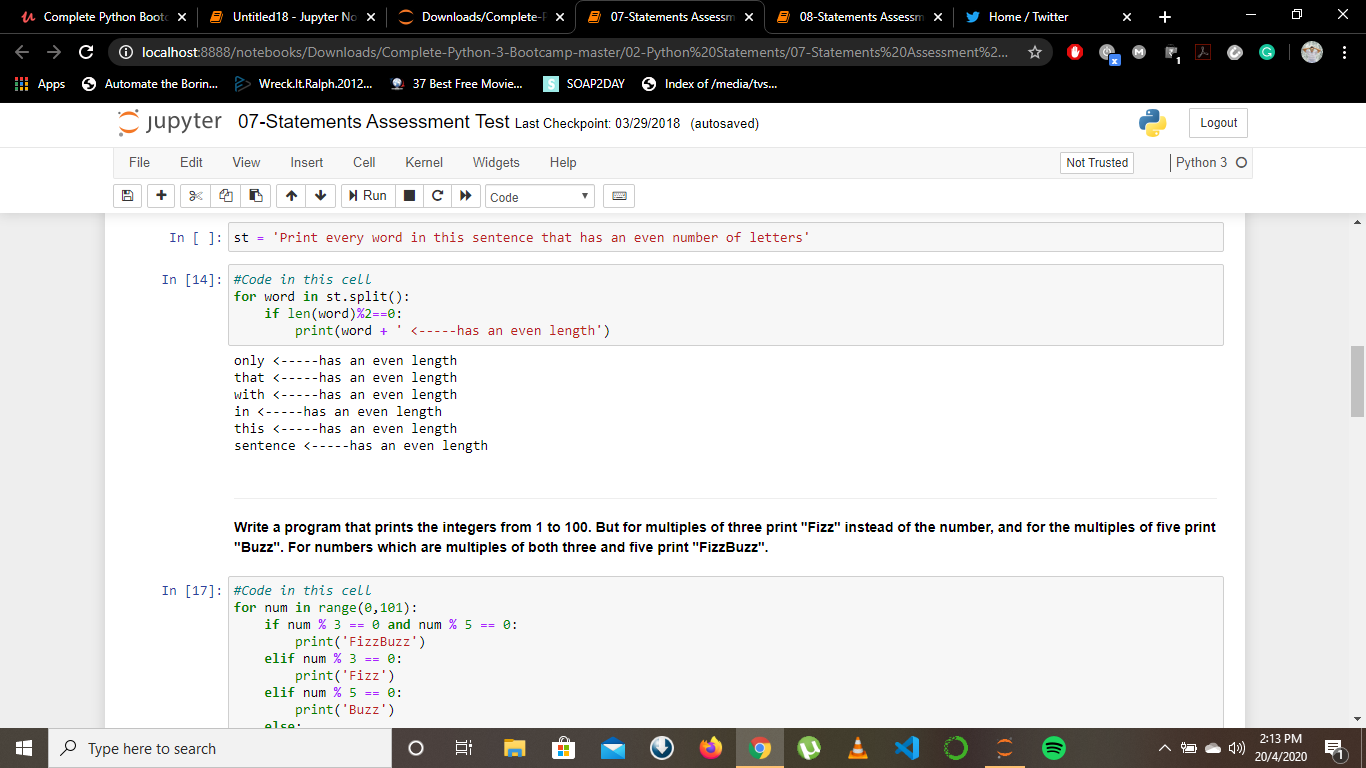 Complete Python Bootc
Untitled18 - Jupyter No
Downloads/Complete-P
07-Statements Assessm
08-Statements Assessm
Home / Twitter
localhost:8888/notebooks/Downloads/Complete-Python-3-Bootcamp-master/02-Python%20Statements/07-Statements%20Assessment%2...
Apps
Automate the Borin...
Wreck.It.Ralph.2012...
37 Best Free Movie...
S
SOAP2DAY
Index of /media/tvs...
jupyter 07-Statements Assessment Test Last Checkpoint: 03/29/2018 (autosaved)
Logout
File Edit View Insert Cell Kernel Widgets Help
Not Trusted
Python 3
Run
Code
In [ ]: st = 'Print every word in this sentence that has an even number of letters'
In [14]: #Code in this cell
for word in st.split():
    if len(word)%2==0:
        print(word + ' <-----has an even length')
only <-----has an even length
that <-----has an even length
with <-----has an even length
in <-----has an even length
this <-----has an even length
sentence <-----has an even length
Write a program that prints the integers from 1 to 100. But for multiples of three print "Fizz" instead of the number, and for the multiples of five print
"Buzz". For numbers which are multiples of both three and five print "FizzBuzz".
In [17]: #Code in this cell
for num in range(0,101):
    if num % 3 == 0 and num % 5 == 0:
        print('FizzBuzz')
    elif num % 3 == 0:
        print('Fizz')
    elif num % 5 == 0:
        print('Buzz')
    else:
Type here to search
2:13 PM
20/4/2020
1